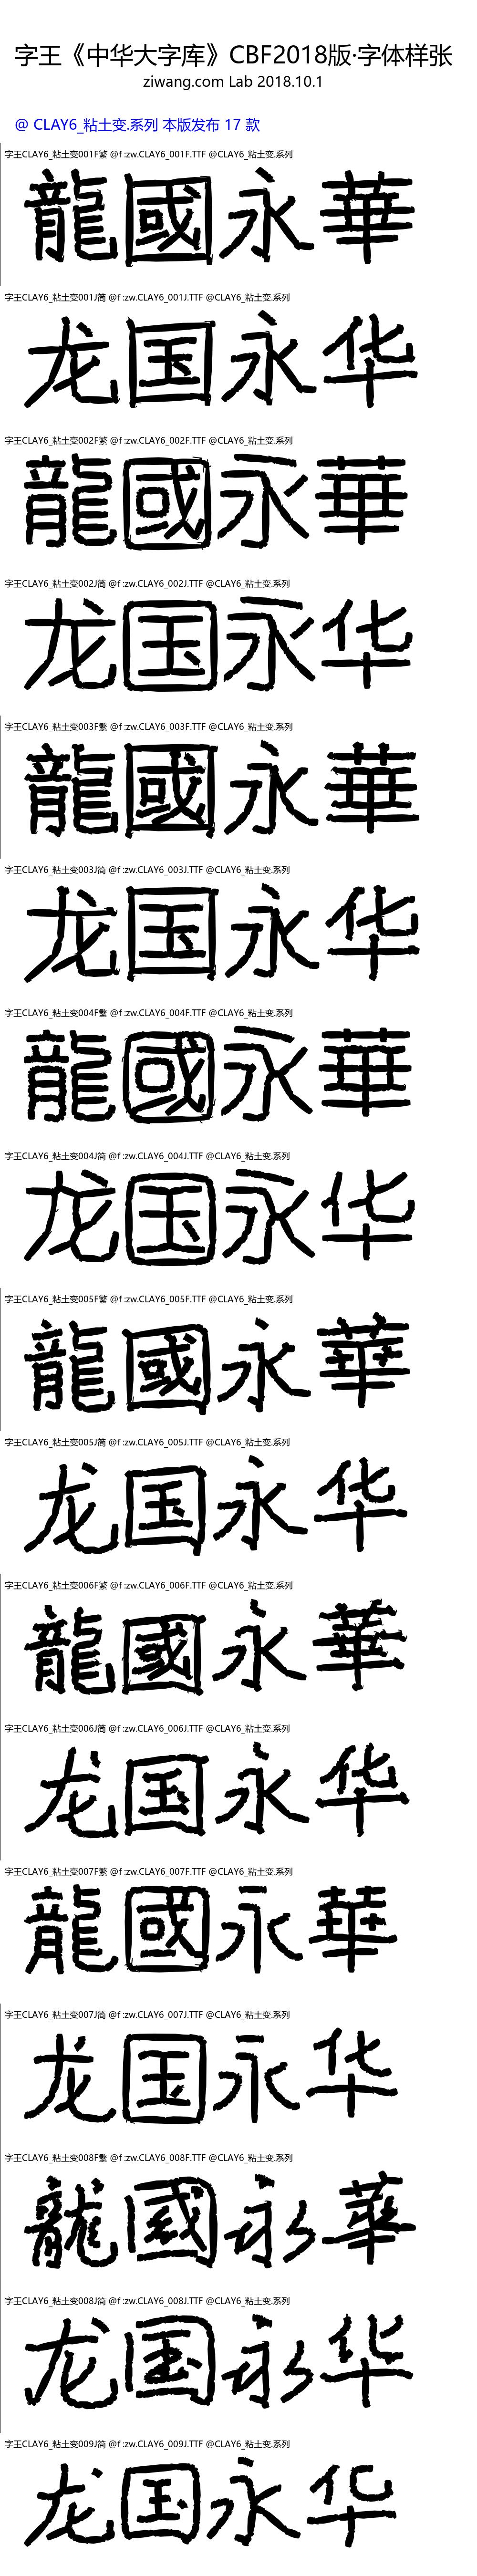 字王《中华大字库》CBF2018版·字体样张
ziwang.com Lab 2018.10.1
@ CLAY6_粘土变.系列 本版发布 17 款
字王CLAY6_粘土变001F繁 @f :zw.CLAY6_001F.TTF @CLAY6_粘土变.系列
龍國永華
字王CLAY6_粘土变001J简 @f :zw.CLAY6_001J.TTF @CLAY6_粘土变.系列
龙国永华
字王CLAY6_粘土变002F繁 @f :zw.CLAY6_002F.TTF @CLAY6_粘土变.系列
龍國永華
字王CLAY6_粘土变002J简 @f :zw.CLAY6_002J.TTF @CLAY6_粘土变.系列
龙国永华
字王CLAY6_粘土变003F繁 @f :zw.CLAY6_003F.TTF @CLAY6_粘土变.系列
龍國永華
字王CLAY6_粘土变003J简 @f :zw.CLAY6_003J.TTF @CLAY6_粘土变.系列
龙国永华
字王CLAY6_粘土变004F繁 @f :zw.CLAY6_004F.TTF @CLAY6_粘土变.系列
龍國永華
字王CLAY6_粘土变004J简 @f :zw.CLAY6_004J.TTF @CLAY6_粘土变.系列
龙国永华
字王CLAY6_粘土变005F繁 @f :zw.CLAY6_005F.TTF @CLAY6_粘土变.系列
龍國永華
字王CLAY6_粘土变005J简 @f :zw.CLAY6_005J.TTF @CLAY6_粘土变.系列
龙国永华
字王CLAY6_粘土变006F繁 @f :zw.CLAY6_006F.TTF @CLAY6_粘土变.系列
龍國永華
字王CLAY6_粘土变006J简 @f :zw.CLAY6_006J.TTF @CLAY6_粘土变.系列
龙国永华
字王CLAY6_粘土变007F繁 @f :zw.CLAY6_007F.TTF @CLAY6_粘土变.系列
龍國永華
字王CLAY6_粘土变007J简 @f :zw.CLAY6_007J.TTF @CLAY6_粘土变.系列
龙国永华
字王CLAY6_粘土变008F繁 @f :zw.CLAY6_008F.TTF @CLAY6_粘土变.系列
龍國永華
字王CLAY6_粘土变008J简 @f :zw.CLAY6_008J.TTF @CLAY6_粘土变.系列
龙国永华
字王CLAY6_粘土变009J简 @f :zw.CLAY6_009J.TTF @CLAY6_粘土变.系列
龙国永华